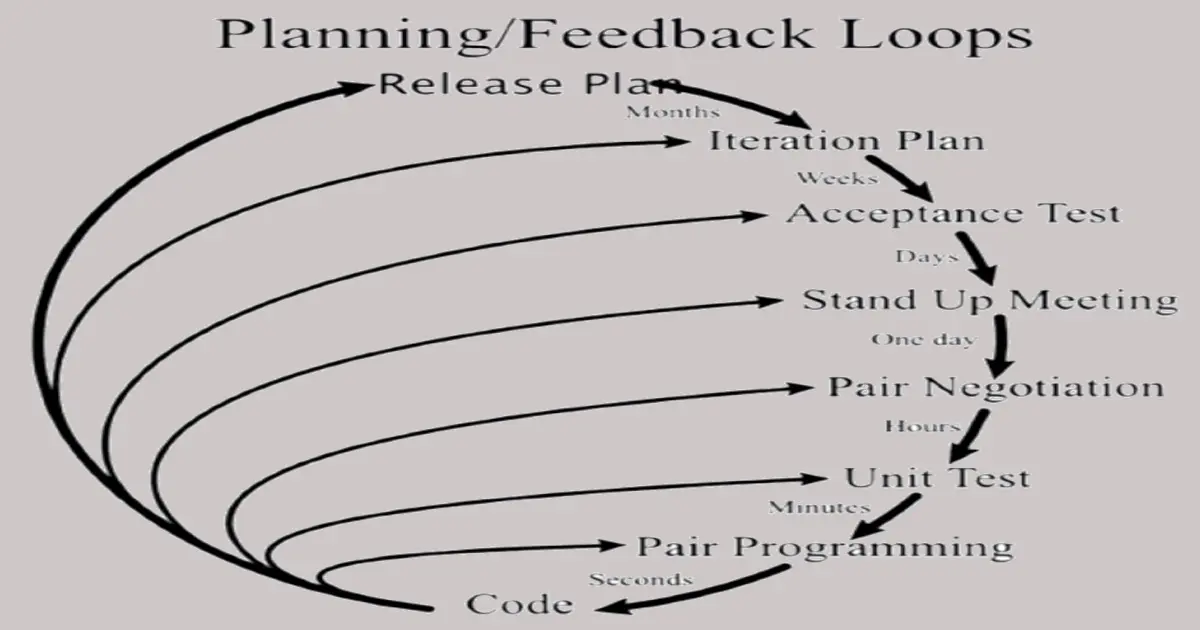 Planning/Feedback Loops
Release Plan
Months
Iteration Plan
Weeks
Acceptance Test
Days
Stand Up Meeting
One day
Pair Negotiation
Hours
Unit Test
Minutes
Pair Programming
Seconds
Code